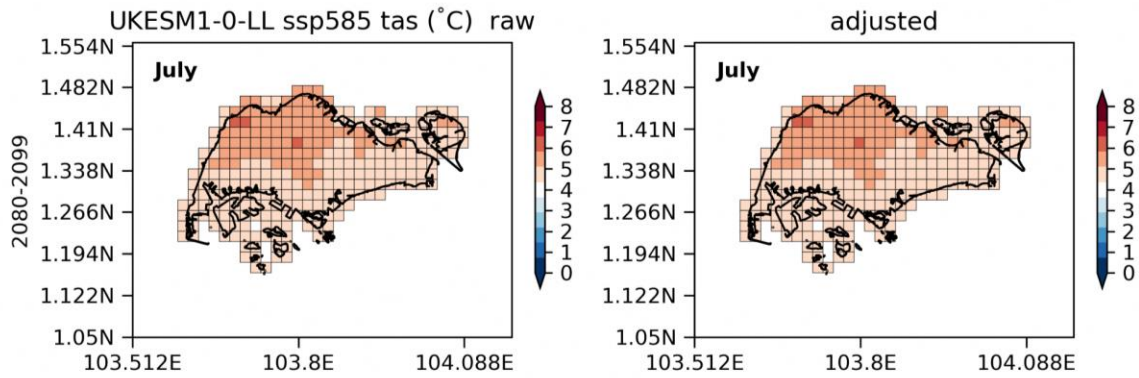 UKESM1-0-LL ssp585 tas (˚C) raw
adjusted
1.554N
1.482N
1.41N
1.338N
1.266N
1.194N
1.122N
1.05N
2080-2099
July
103.512E
103.8E
104.088E
8
7
6
5
4
3
2
1
0
1.554N
1.482N
1.41N
1.338N
1.266N
1.194N
1.122N
1.05N
July
103.512E
103.8E
104.088E
8
7
6
5
4
3
2
1
0